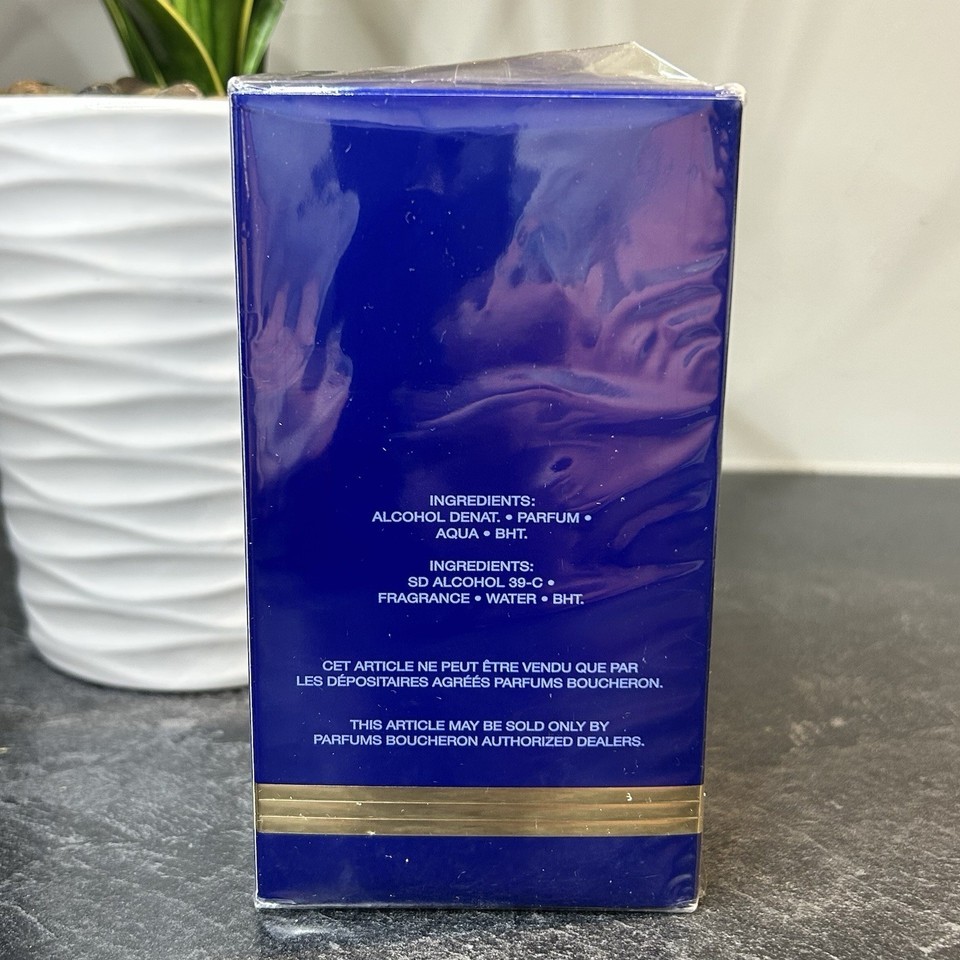 INGREDIENTS:
ALCOHOL DENAT. • PARFUM •
AQUA • BHT.
INGREDIENTS:
SD ALCOHOL 39-C •
FRAGRANCE • WATER • BHT.
CET ARTICLE NE PEUT ÊTRE VENDU QUE PAR
LES DÉPOSITAIRES AGRÉÉS PARFUMS BOUCHERON.
THIS ARTICLE MAY BE SOLD ONLY BY
PARFUMS BOUCHERON AUTHORIZED DEALERS.